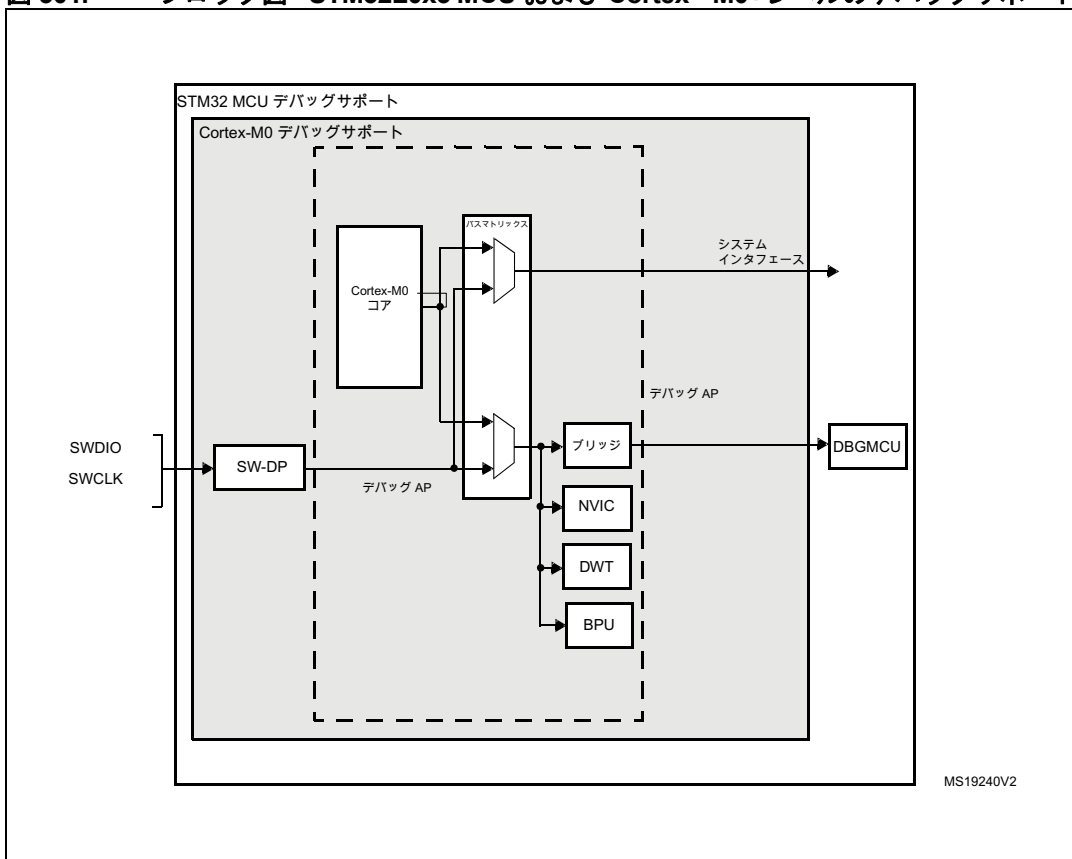 STM32 MCU デバッグサポート
Cortex-M0 デバッグサポート
バスマトリックス
システム
インタフェース
Cortex-M0
コア
デバッグ AP
SWDIO
SWCLK
SW-DP
デバッグ AP
ブリッジ
DBGMCU
NVIC
DWT
BPU
MS19240V2